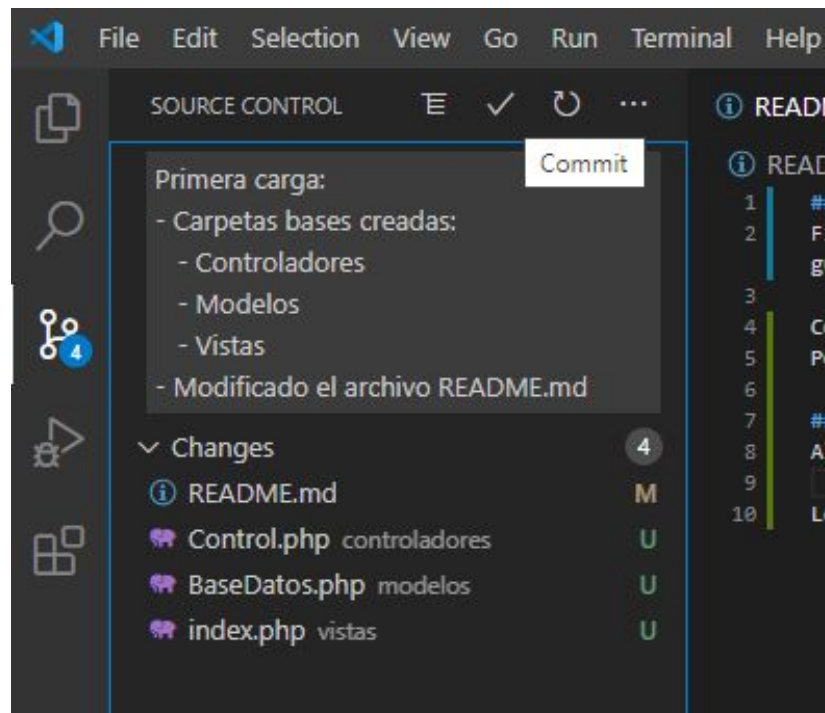 File Edit Selection View Go Run Terminal Help
SOURCE CONTROL
Commit
Primera carga:
- Carpetas bases creadas:
- Controladores
- Modelos
- Vistas
- Modificado el archivo README.md
Changes 4
README.md M
Control.php controladores U
BaseDatos.php modelos U
index.php vistas U
4
1 #
2
3
4
5
6
7 #
8
9
10